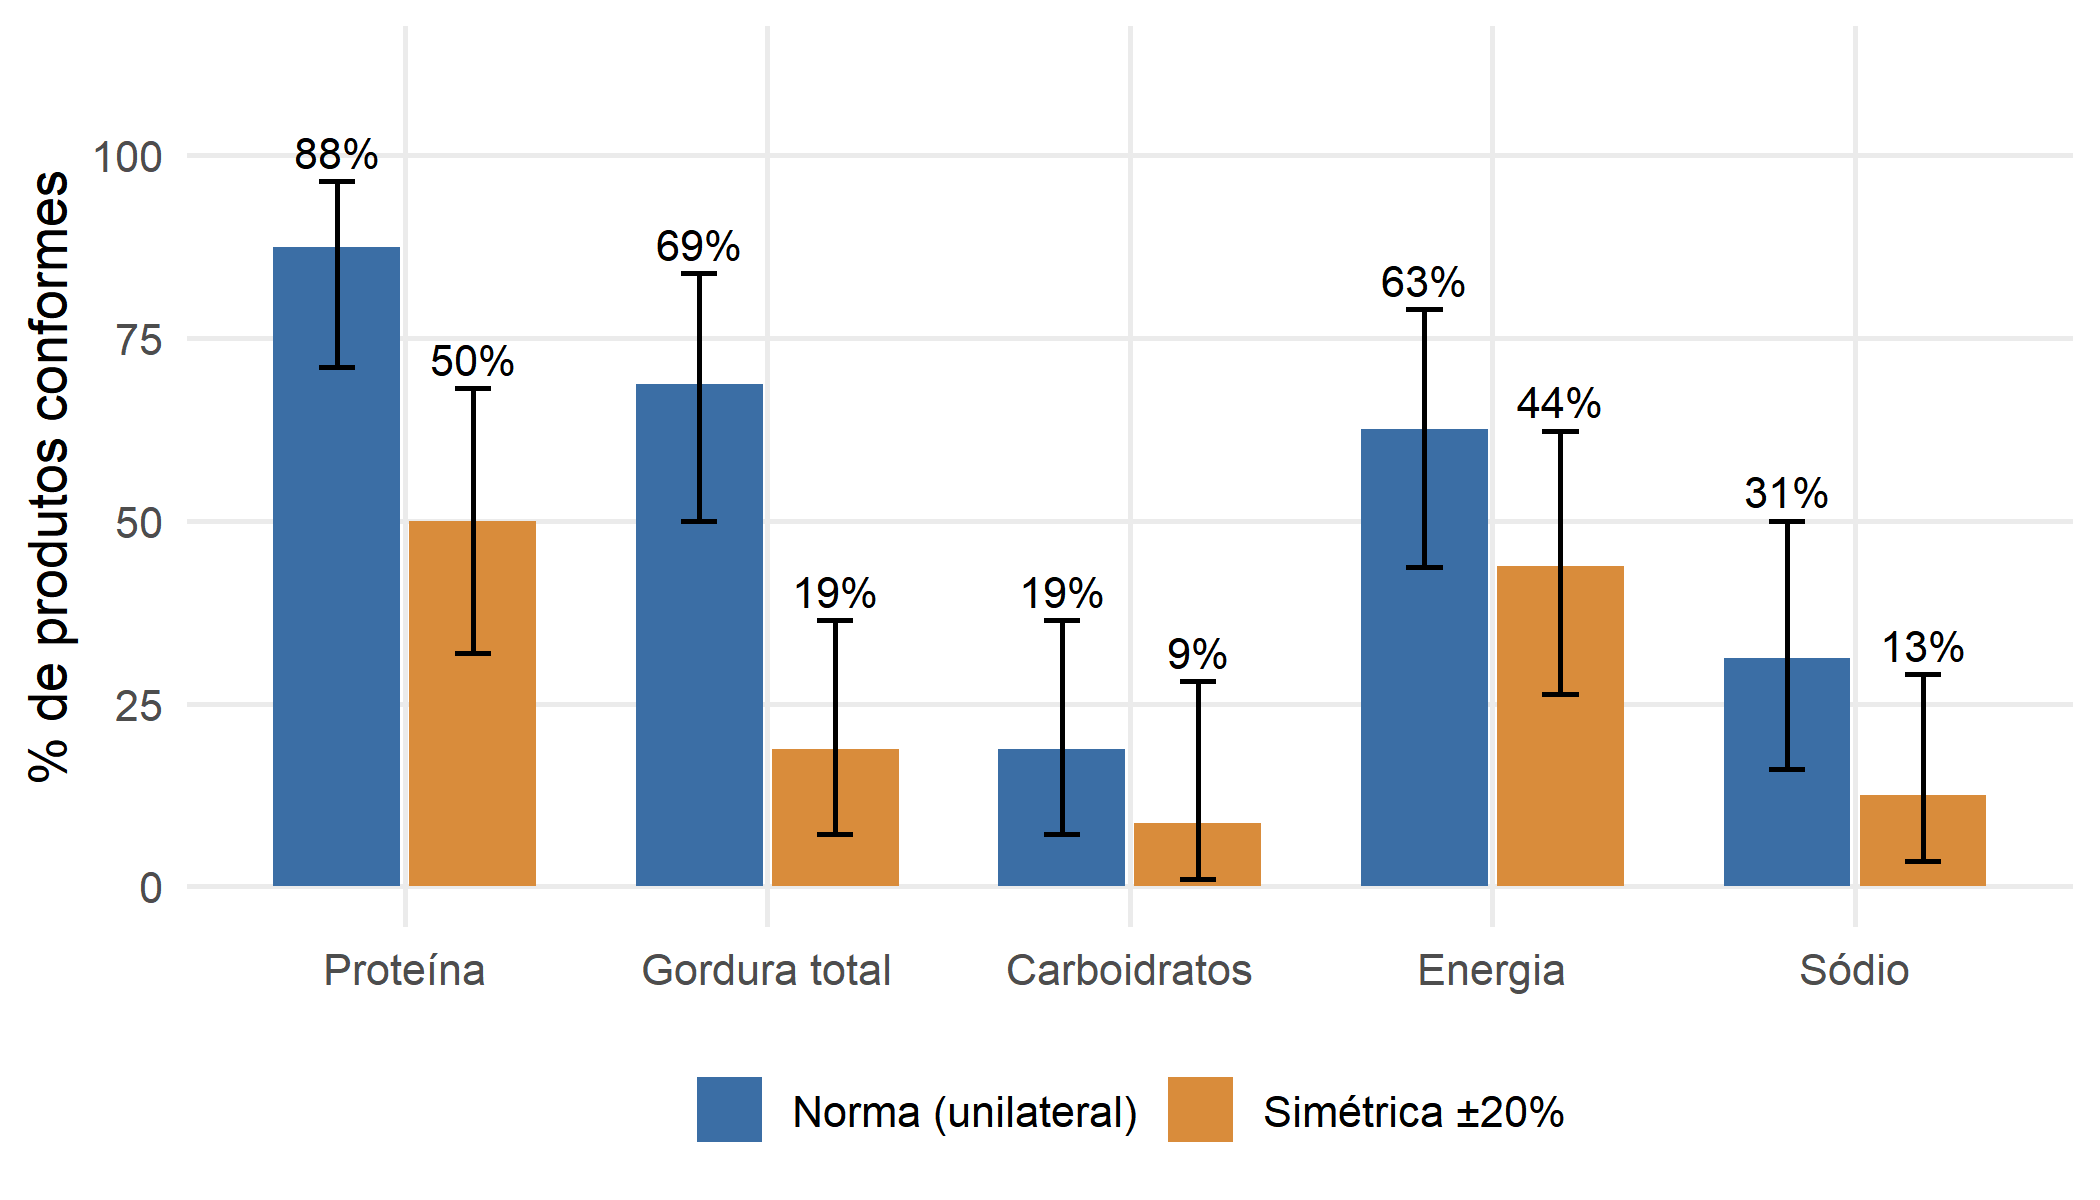 % de produtos conformes
100
75
50
25
0
88%
50%
69%
19%
19%
9%
63%
44%
31%
13%
Proteína
Gordura total
Carboidratos
Energia
Sódio
Norma (unilateral)
Simétrica ±20%